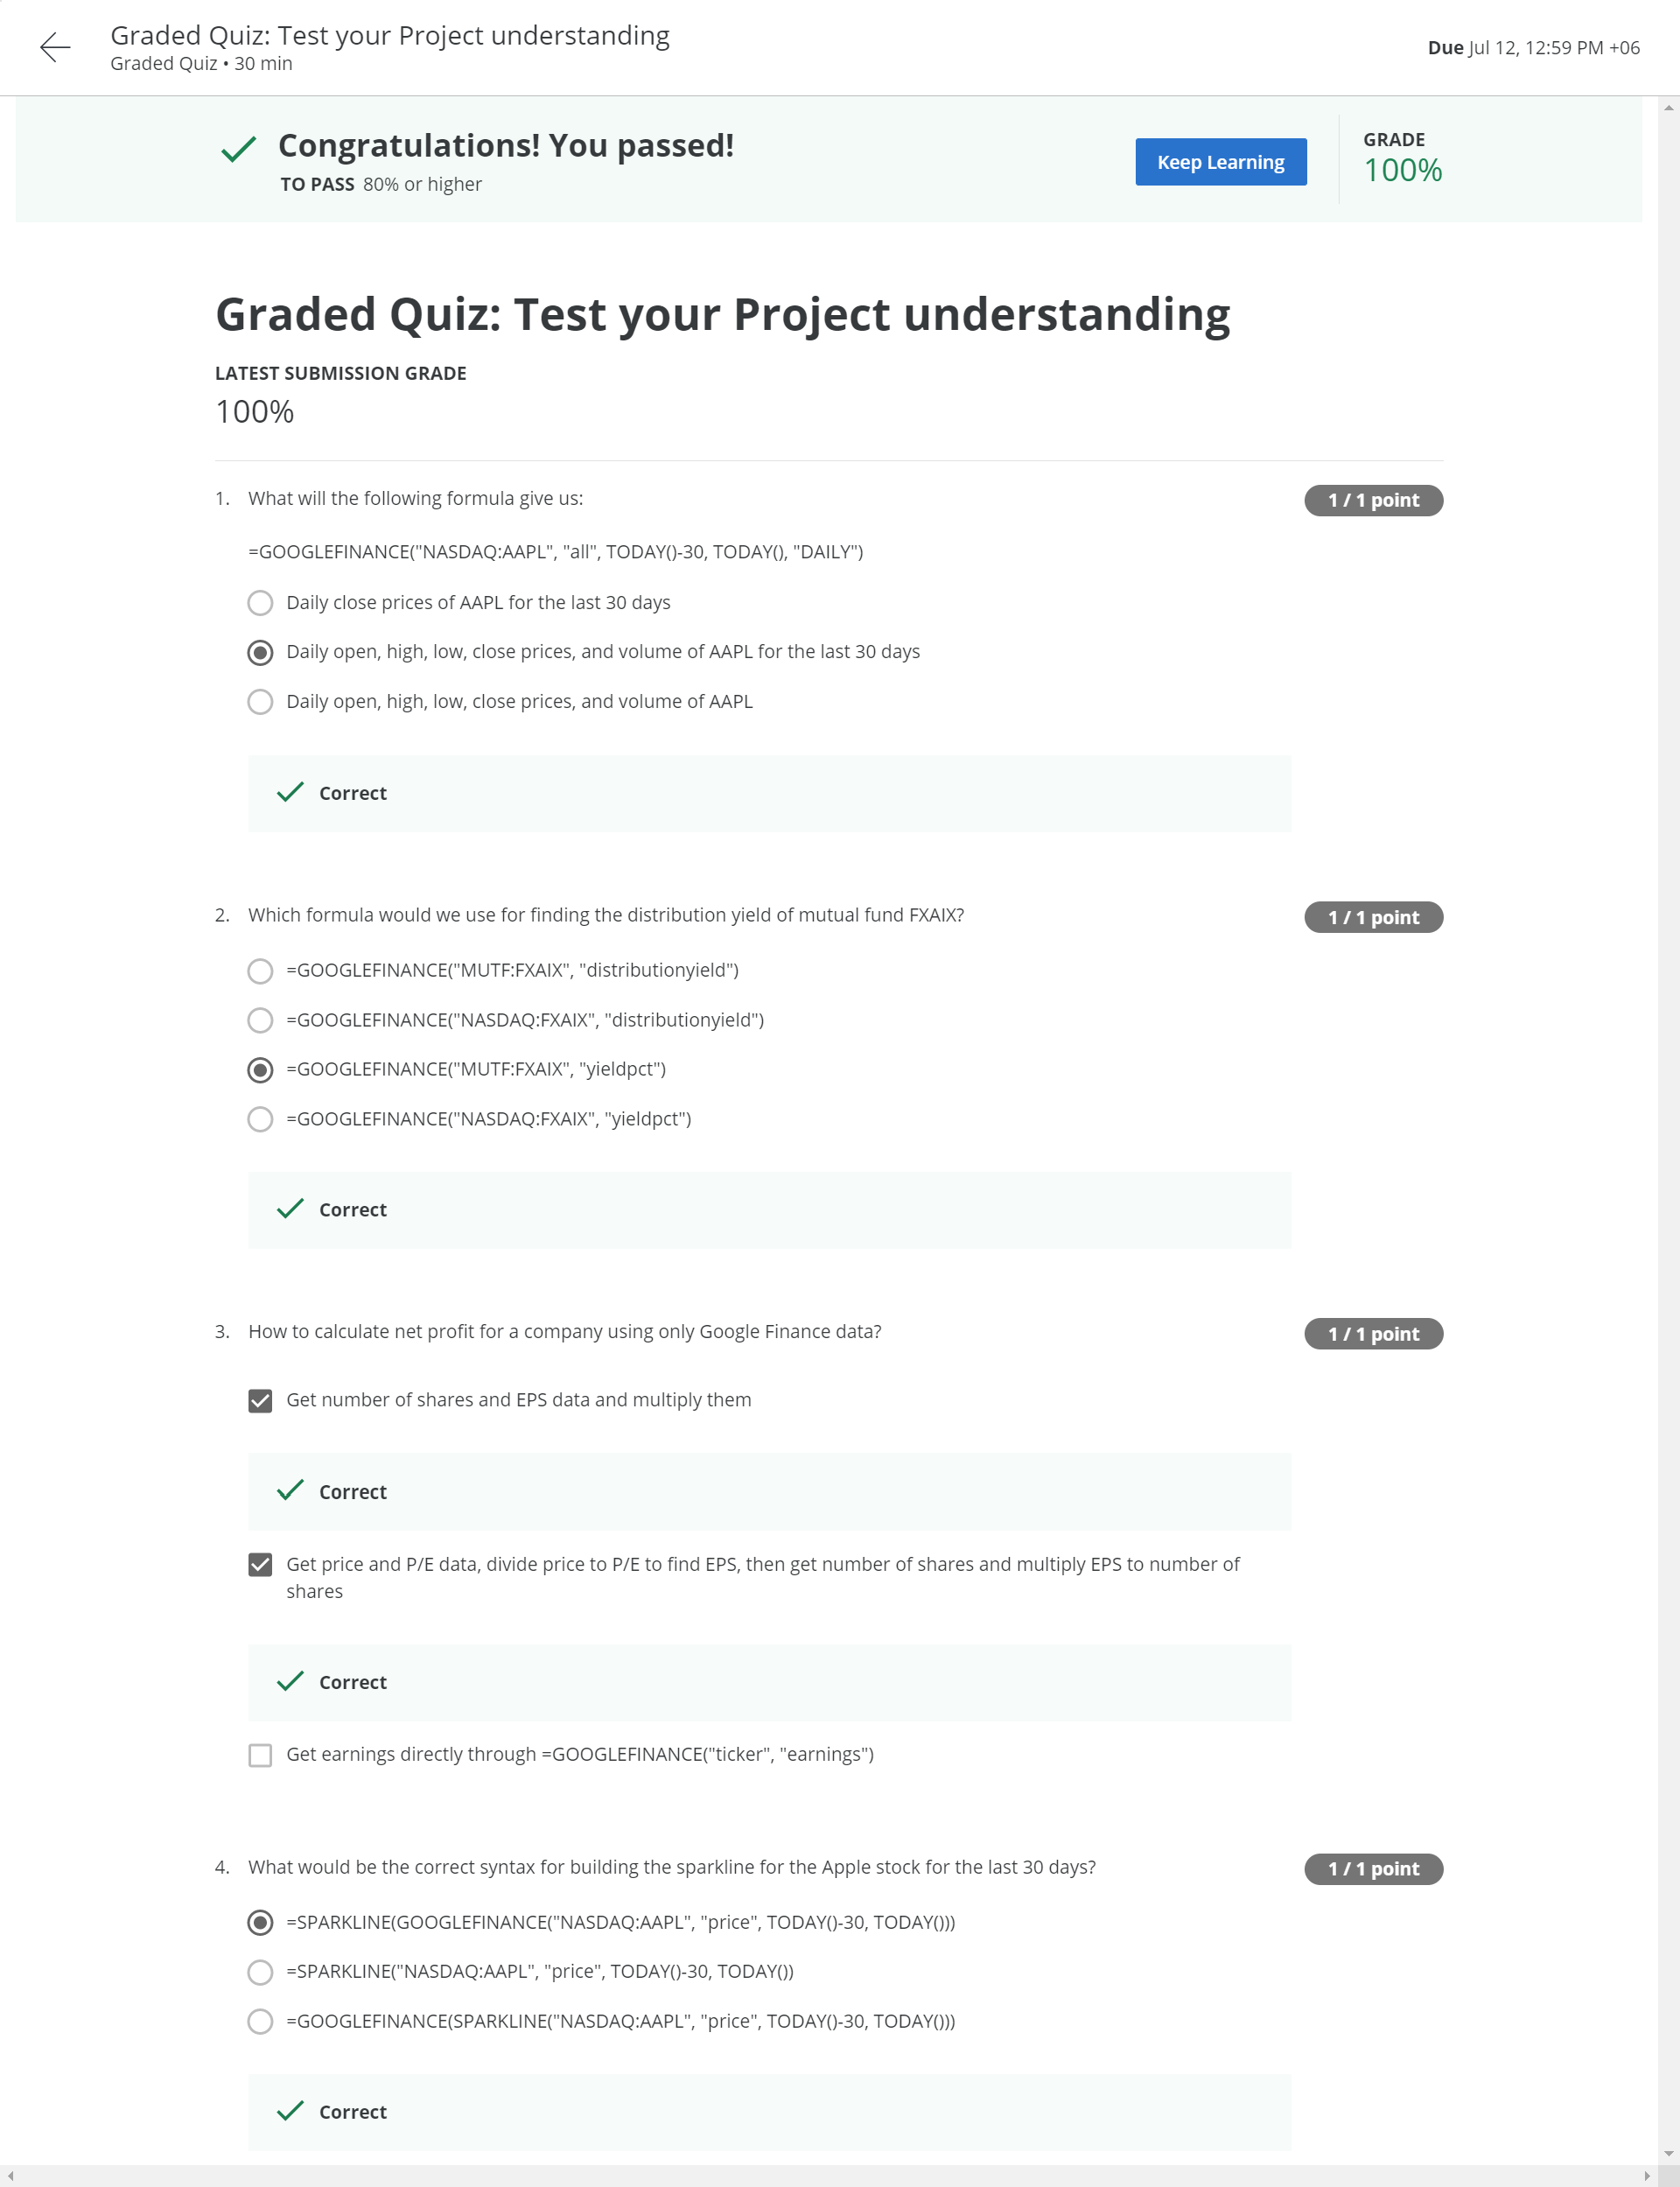 Graded Quiz: Test your Project understanding
Graded Quiz • 30 min
Due Jul 12, 12:59 PM +06
Congratulations! You passed!
TO PASS 80% or higher
Keep Learning
GRADE
100%
Graded Quiz: Test your Project understanding
LATEST SUBMISSION GRADE
100%
1. What will the following formula give us:
1 / 1 point
=GOOGLEFINANCE("NASDAQ:AAPL", "all", TODAY()-30, TODAY(), "DAILY")
Daily close prices of AAPL for the last 30 days
Daily open, high, low, close prices, and volume of AAPL for the last 30 days
Daily open, high, low, close prices, and volume of AAPL
Correct
2. Which formula would we use for finding the distribution yield of mutual fund FXAIX?
1 / 1 point
=GOOGLEFINANCE("MUTF:FXAIX", "distributionyield")
=GOOGLEFINANCE("NASDAQ:FXAIX", "distributionyield")
=GOOGLEFINANCE("MUTF:FXAIX", "yieldpct")
=GOOGLEFINANCE("NASDAQ:FXAIX", "yieldpct")
Correct
3. How to calculate net profit for a company using only Google Finance data?
1 / 1 point
Get number of shares and EPS data and multiply them
Correct
Get price and P/E data, divide price to P/E to find EPS, then get number of shares and multiply EPS to number of
shares
Correct
Get earnings directly through =GOOGLEFINANCE("ticker", "earnings")
4. What would be the correct syntax for building the sparkline for the Apple stock for the last 30 days?
1 / 1 point
=SPARKLINE(GOOGLEFINANCE("NASDAQ:AAPL", "price", TODAY()-30, TODAY()))
=SPARKLINE("NASDAQ:AAPL", "price", TODAY()-30, TODAY())
=GOOGLEFINANCE(SPARKLINE("NASDAQ:AAPL", "price", TODAY()-30, TODAY()))
Correct